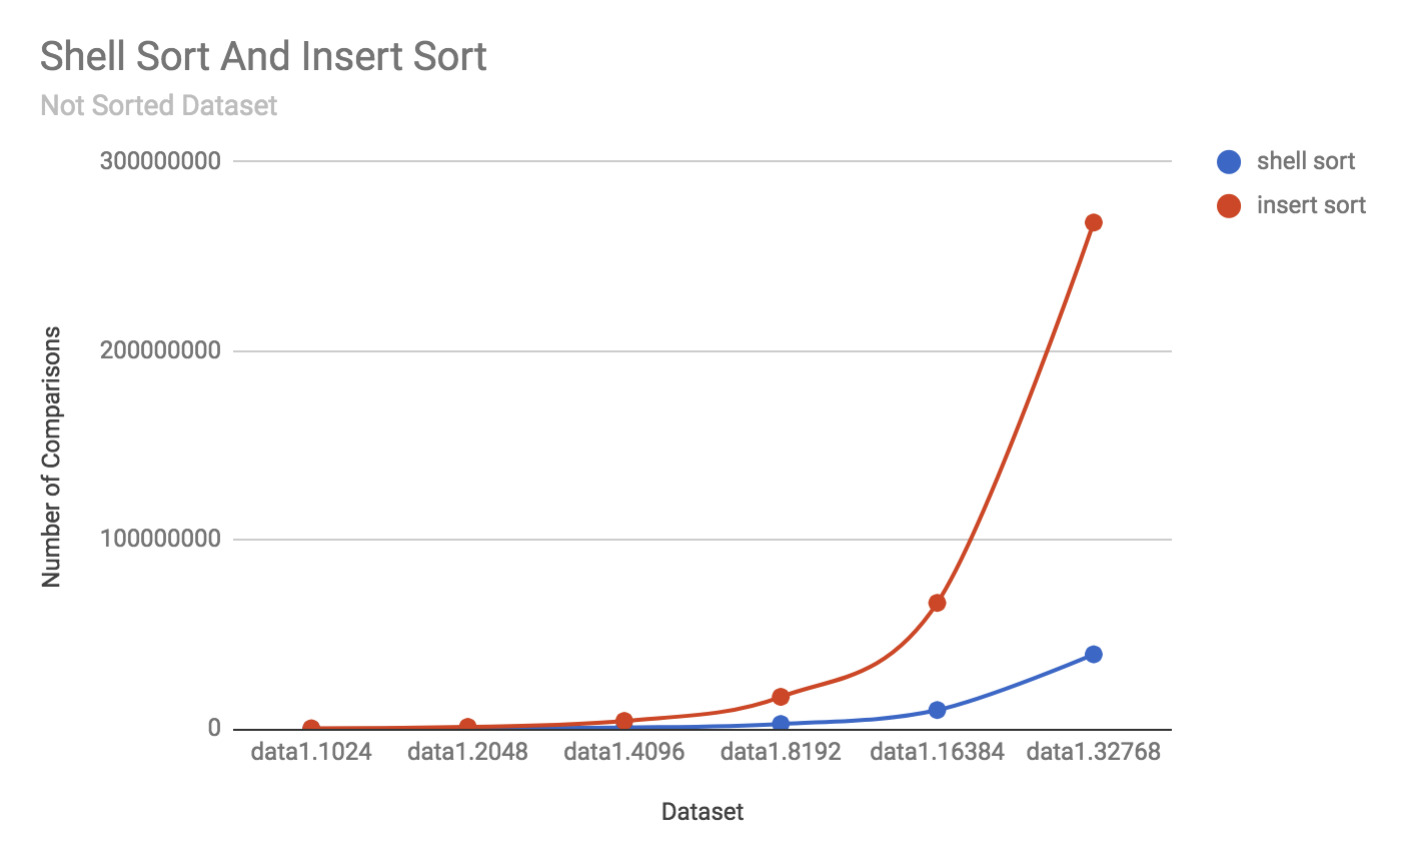 Shell Sort And Insert Sort
Not Sorted Dataset
300000000
200000000
100000000
0
Number of Comparisons
shell sort
insert sort
data1.1024 data1.2048 data1.4096 data1.8192 data1.16384 data1.32768
Dataset